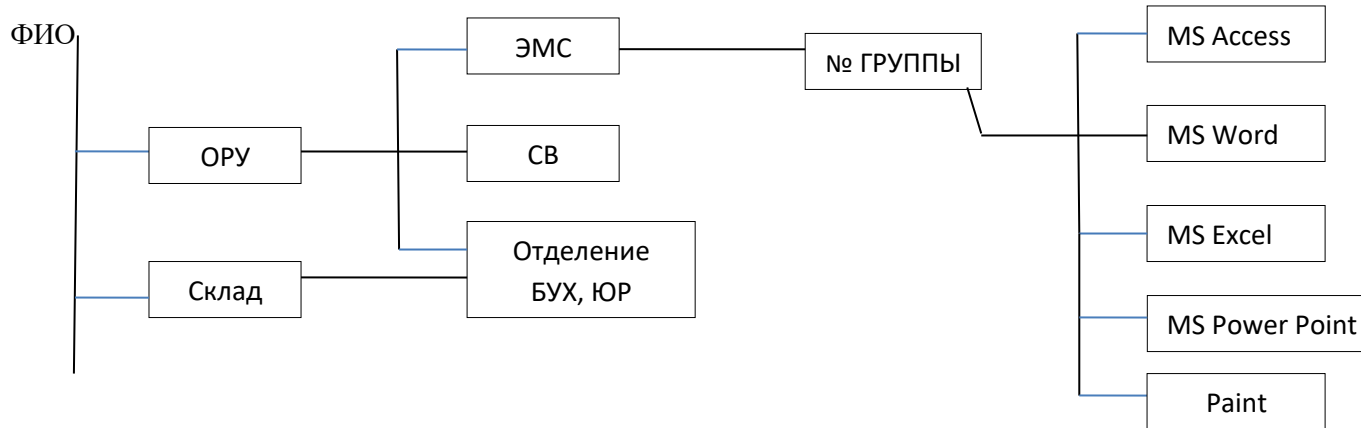 ФИО
ОРУ
Склад
ЭМС
СВ
Отделение
БУХ, ЮР
№ ГРУППЫ
MS Access
MS Word
MS Excel
MS Power Point
Paint